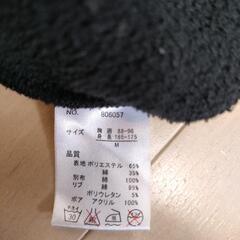 NO. 806057
サイズ 胸囲 88-96
身長 165-175
M
品質
表地 ポリエステル 65%
綿 35%
別布 綿 100%
リブ 綿 95%
ポリウレタン 5%
ボア アクリル 100%
30